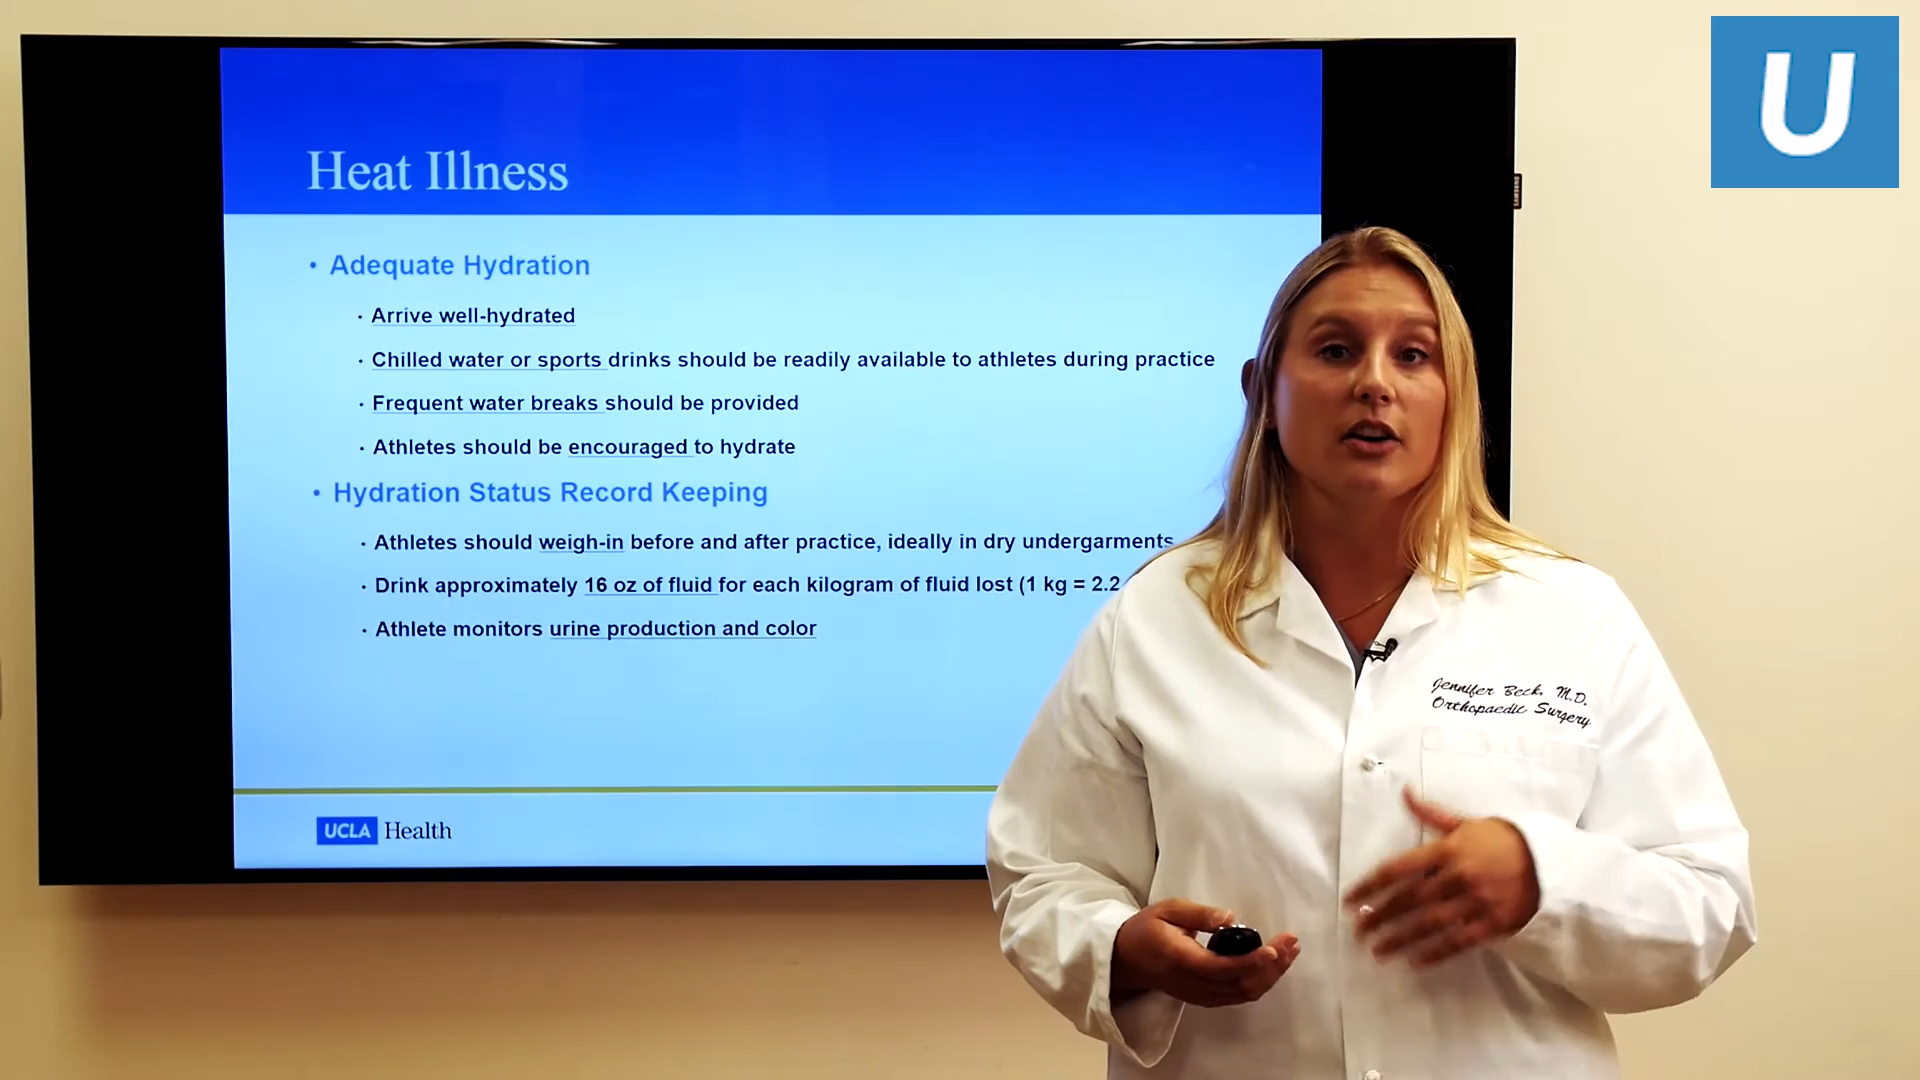 U
SAMSUNG
Heat Illness
• Adequate Hydration
• Arrive well-hydrated
• Chilled water or sports drinks should be readily available to athletes during practice
• Frequent water breaks should be provided
• Athletes should be encouraged to hydrate
• Hydration Status Record Keeping
• Athletes should weigh-in before and after practice, ideally in dry undergarments
• Drink approximately 16 oz of fluid for each kilogram of fluid lost (1 kg = 2.2
• Athlete monitors urine production and color
UCLA Health
Jennifer Beck, M.D.
Orthopaedic Surgery